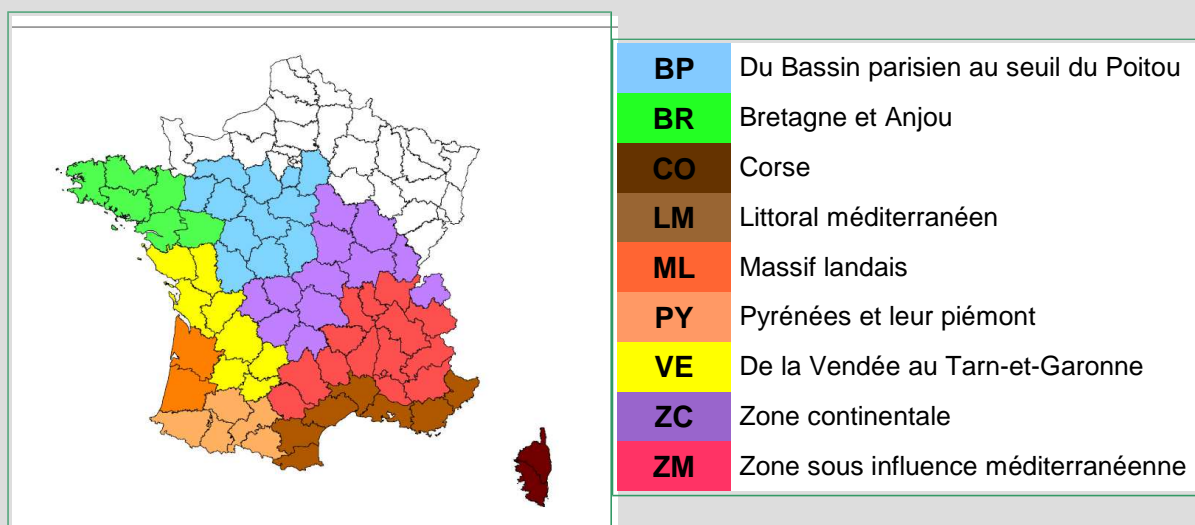 BP Du Bassin parisien au seuil du Poitou
BR Bretagne et Anjou
CO Corse
LM Littoral méditerranéen
ML Massif landais
PY Pyrénées et leur piémont
VE De la Vendée au Tarn-et-Garonne
ZC Zone continentale
ZM Zone sous influence méditerranéenne